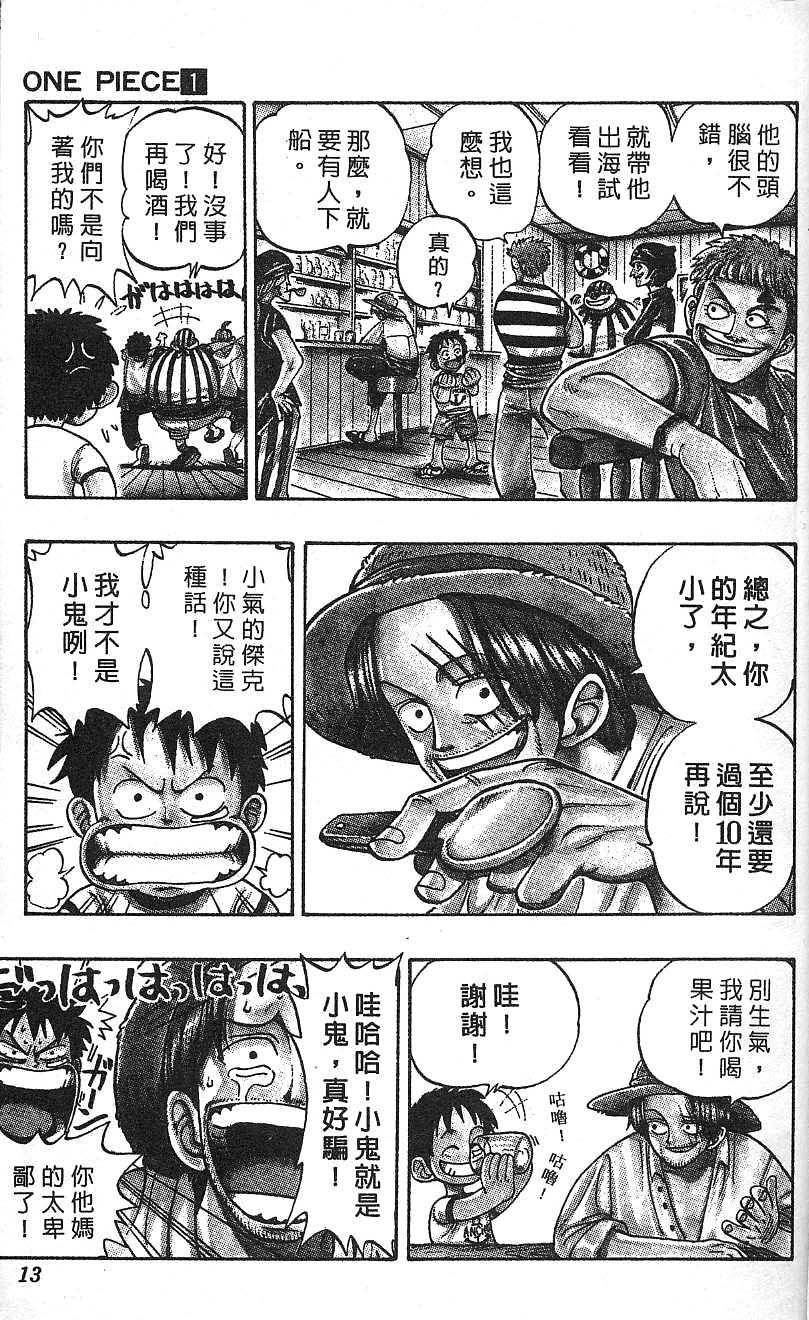 ONE PIECE 1
他的頭
腦很不
錯，
就帶他
出海試
看看！
我也這
麼想。
真的？
那麼，就
要有人下
船。
好！沒事
了！我們
再喝酒！
がはははは
你們不是向
著我的嗎？
總之，你
的年紀太
小了，
至少還要
過個10年
再說！
小氣的傑克
！你又說這
種話！
我才不是
小鬼咧！
別生氣，
我請你喝
果汁吧！
哇！
謝謝！
咕嚕！咕嚕！
哇哈哈！小鬼就是
小鬼，真好騙！
ごっはっはっはっは、
ガーン
你他媽
的太卑
鄙了！
13